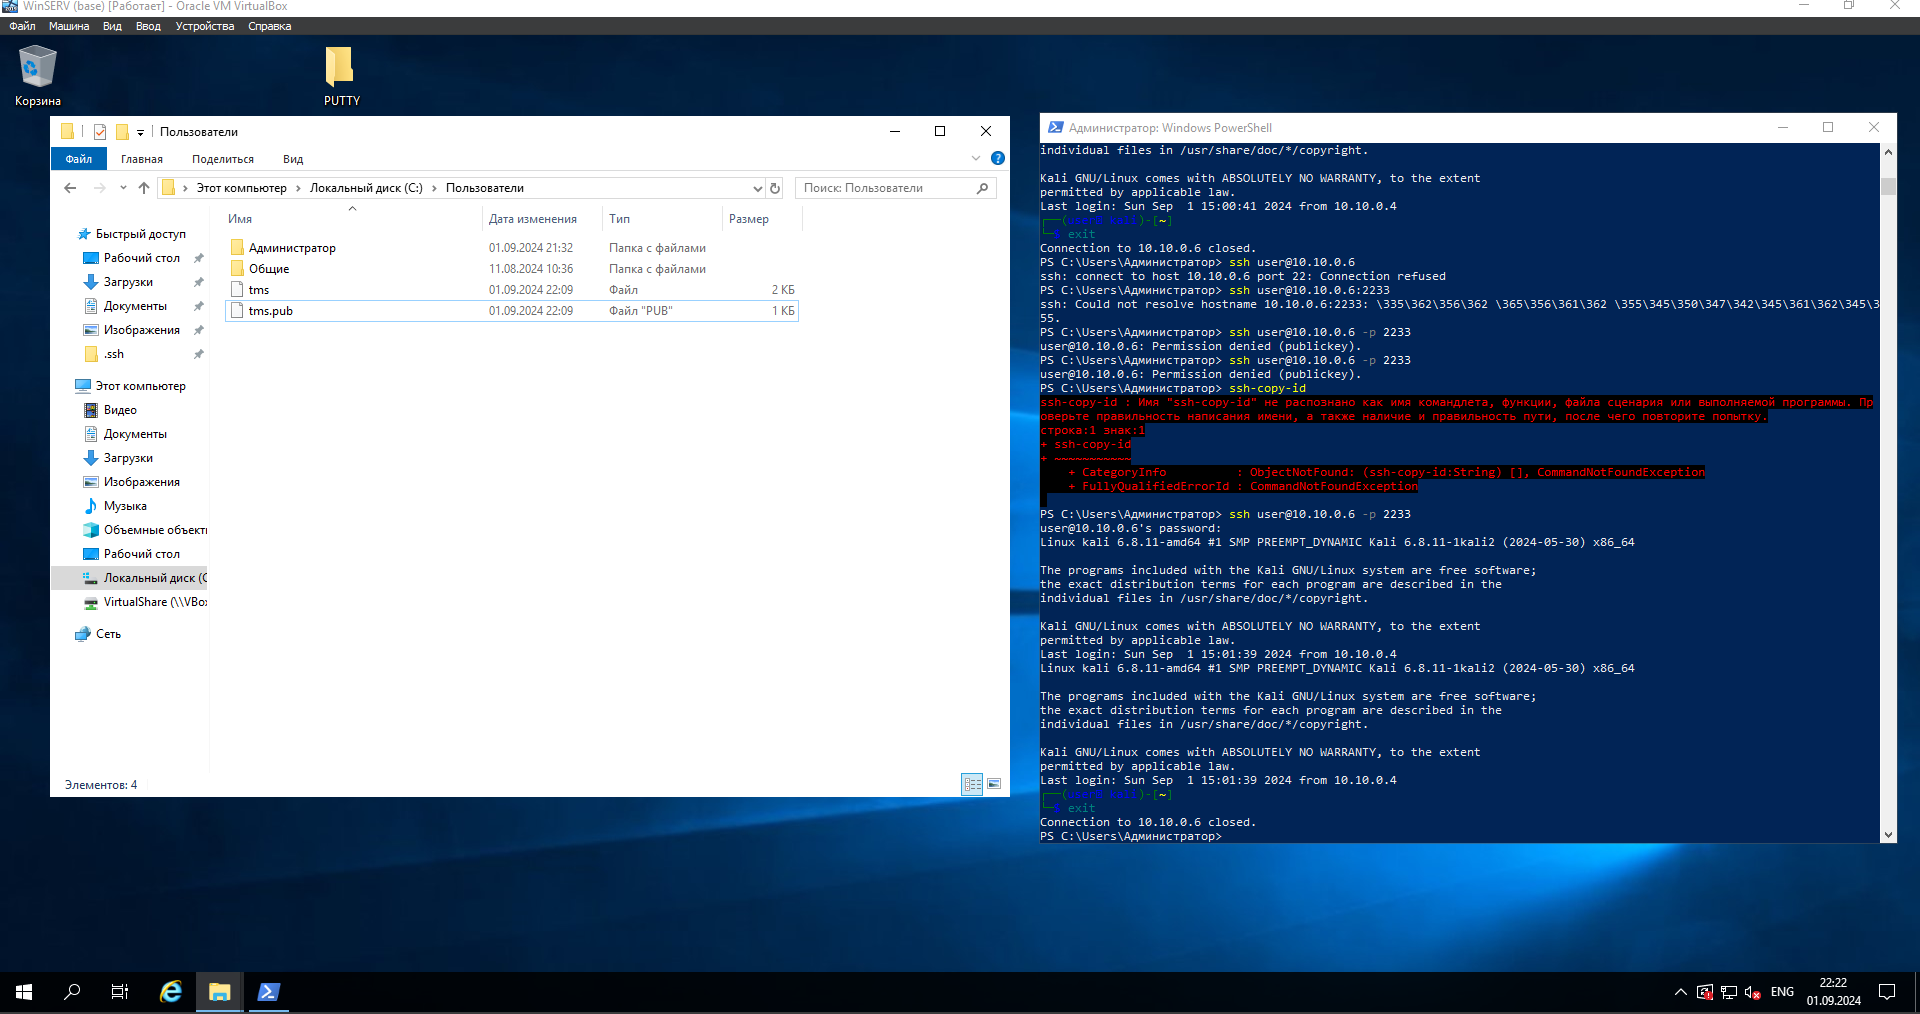 WinSERV (base) [Работает] - Oracle VM VirtualBox
Файл Машина Вид Ввод Устройства Справка
Корзина
PUTTY
Пользователи
Файл Главная Поделиться Вид
Этот компьютер Локальный диск (C:) Пользователи
Поиск: Пользователи
Имя Дата изменения Тип Размер
Быстрый доступ
Рабочий стол
Загрузки
Документы
Изображения
.ssh
Этот компьютер
Видео
Документы
Загрузки
Изображения
Музыка
Объемные объекты
Рабочий стол
Локальный диск (C
VirtualShare (\\VBox
Сеть
Администратор 01.09.2024 21:32 Папка с файлами
Общие 11.08.2024 10:36 Папка с файлами
tms 01.09.2024 22:09 Файл 2 КБ
tms.pub 01.09.2024 22:09 Файл "PUB" 1 КБ
Элементов: 4
Администратор: Windows PowerShell
individual files in /usr/share/doc/*/copyright.
Kali GNU/Linux comes with ABSOLUTELY NO WARRANTY, to the extent
permitted by applicable law.
Last login: Sun Sep  1 15:00:41 2024 from 10.10.0.4
-[~]
exit
Connection to 10.10.0.6 closed.
PS C:\Users\Администратор> ssh user@10.10.0.6
ssh: connect to host 10.10.0.6 port 22: Connection refused
PS C:\Users\Администратор> ssh user@10.10.0.6:2233
ssh: Could not resolve hostname 10.10.0.6:2233: \335\362\356\362 \365\356\361\362 \355\345\350\347\342\345\361\362\345\3
55.
PS C:\Users\Администратор> ssh user@10.10.0.6 -p 2233
user@10.10.0.6: Permission denied (publickey).
PS C:\Users\Администратор> ssh user@10.10.0.6 -p 2233
user@10.10.0.6: Permission denied (publickey).
PS C:\Users\Администратор> ssh-copy-id
ssh-copy-id : Имя "ssh-copy-id" не распознано как имя командлета, функции, файла сценария или выполняемой программы. Пр
оверьте правильность написания имени, а также наличие и правильность пути, после чего повторите попытку.
строка:1 знак:1
+ ssh-copy-id
+ ~~~~~~~~~~~
    + CategoryInfo          : ObjectNotFound: (ssh-copy-id:String) [], CommandNotFoundException
    + FullyQualifiedErrorId : CommandNotFoundException
PS C:\Users\Администратор> ssh user@10.10.0.6 -p 2233
user@10.10.0.6's password:
Linux kali 6.8.11-amd64 #1 SMP PREEMPT_DYNAMIC Kali 6.8.11-1kali2 (2024-05-30) x86_64
The programs included with the Kali GNU/Linux system are free software;
the exact distribution terms for each program are described in the
individual files in /usr/share/doc/*/copyright.
Kali GNU/Linux comes with ABSOLUTELY NO WARRANTY, to the extent
permitted by applicable law.
Last login: Sun Sep  1 15:01:39 2024 from 10.10.0.4
Linux kali 6.8.11-amd64 #1 SMP PREEMPT_DYNAMIC Kali 6.8.11-1kali2 (2024-05-30) x86_64
The programs included with the Kali GNU/Linux system are free software;
the exact distribution terms for each program are described in the
individual files in /usr/share/doc/*/copyright.
Kali GNU/Linux comes with ABSOLUTELY NO WARRANTY, to the extent
permitted by applicable law.
Last login: Sun Sep  1 15:01:39 2024 from 10.10.0.4
-[~]
exit
Connection to 10.10.0.6 closed.
PS C:\Users\Администратор>
ENG
22:22
01.09.2024